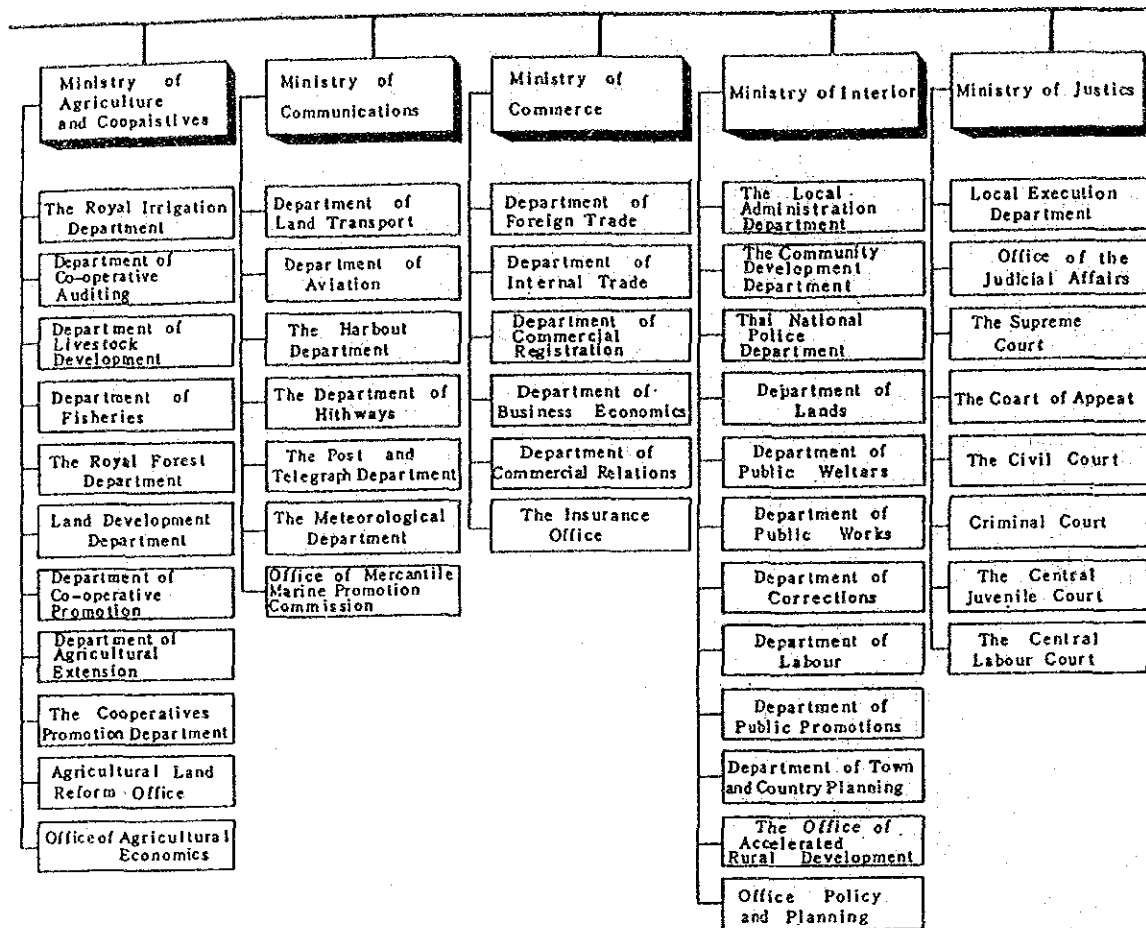 Ministry of
Agriculture
and Coopaistives
The Royal Irrigation
Department
Department of
Co-operative
Auditing
Department of
Livestock
Development
Department of
Fisheries
The Royal Forest
Department
Land Development
Department
Department of
Co-operative
Promotion
Department of
Agricultural
Extension
The Cooperatives
Promotion Department
Agricultural Land
Reform Office
Office of Agricultural
Economics
Ministry of
Communications
Department of
Land Transport
Department of
Aviation
The Harbout
Department
The Department of
Hithways
The Post and
Telegraph Department
The Meteorological
Department
Office of Mercantile
Marine Promotion
Commission
Ministry of
Commerce
Department of
Foreign Trade
Department of
Internal Trade
Department of
Commercial
Registration
Department of
Business Economics
Department of
Commercial Relations
The Insurance
Office
Ministry of Interior
The Local
Administration
Department
The Community
Development
Department
Thai National
Police
Department
Department of
Lands
Department of
Public Weltars
Department of
Public Works
Department of
Corrections
Department of
Labour
Department of
Public Promotions
Department of Town
and Country Planning
The Office of
Accelerated
Rural Development
Office Policy
and Planning
Ministry of Justics
Local Execution
Department
Office of the
Judicial Affairs
The Supreme
Court
The Coart of Appeat
The Civil Court
Criminal Court
The Central
Juvenile Court
The Central
Labour Court